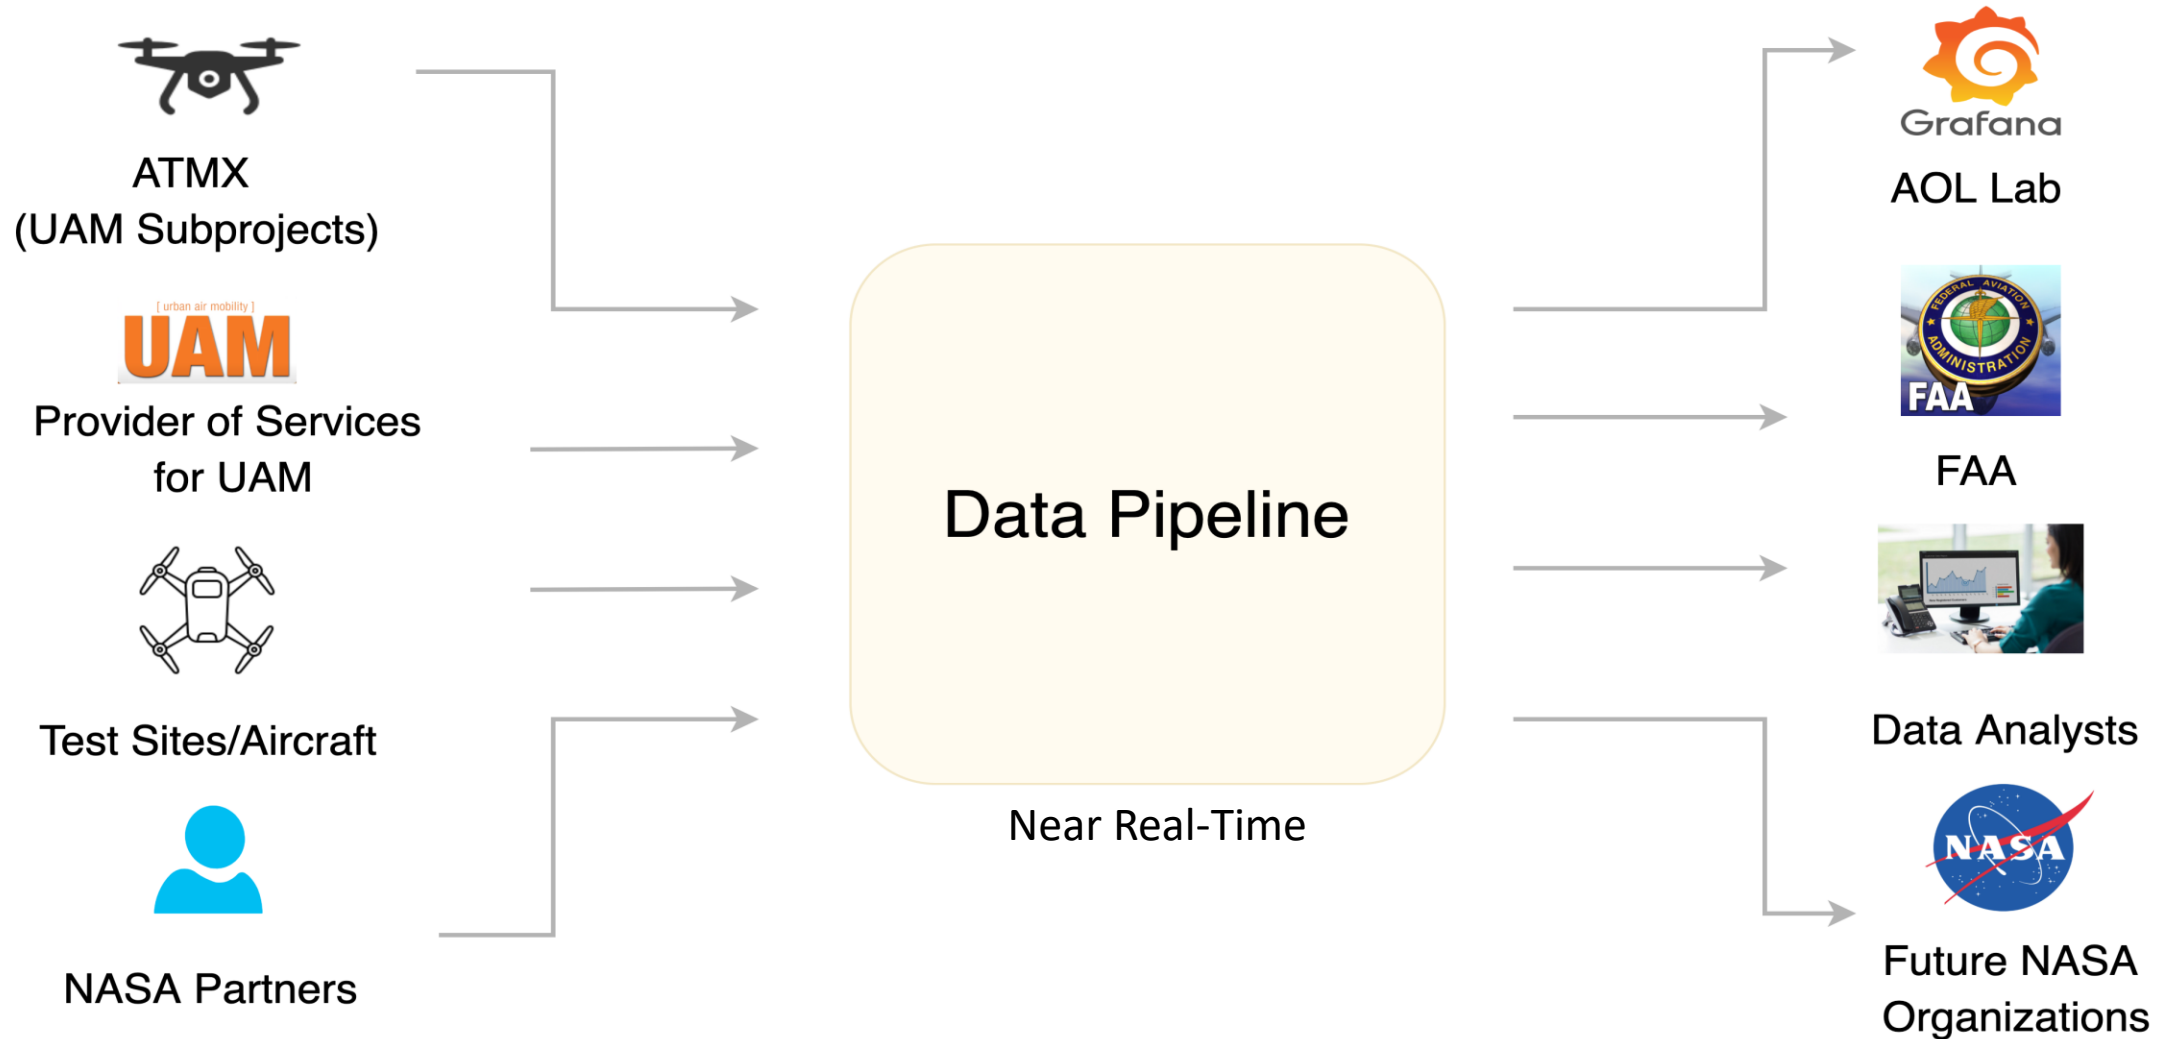 ATMX
(UAM Subprojects)
[ urban air mobility ]
UAM
Provider of Services
for UAM
Test Sites/Aircraft
NASA Partners
Data Pipeline
Near Real-Time
Grafana
AOL Lab
FEDERAL AVIATION
ADMINISTRATION
FAA
FAA
Data Analysts
NASA
Future NASA
Organizations